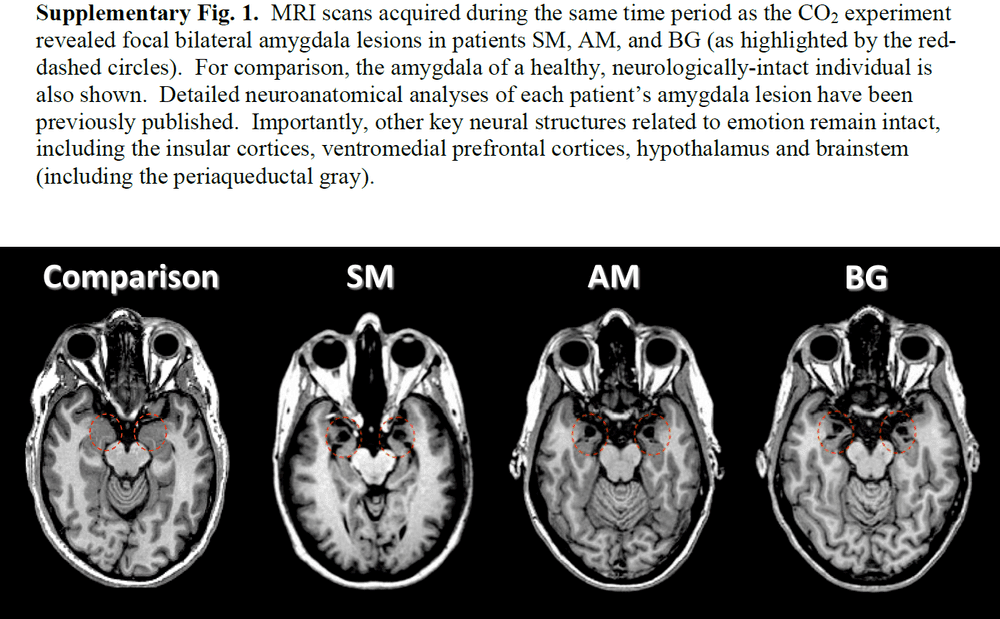 Supplementary Fig. 1.  MRI scans acquired during the same time period as the CO₂ experiment
revealed focal bilateral amygdala lesions in patients SM, AM, and BG (as highlighted by the red-
dashed circles).  For comparison, the amygdala of a healthy, neurologically-intact individual is
also shown.  Detailed neuroanatomical analyses of each patient’s amygdala lesion have been
previously published.  Importantly, other key neural structures related to emotion remain intact,
including the insular cortices, ventromedial prefrontal cortices, hypothalamus and brainstem
(including the periaqueductal gray).
Comparison SM AM BG